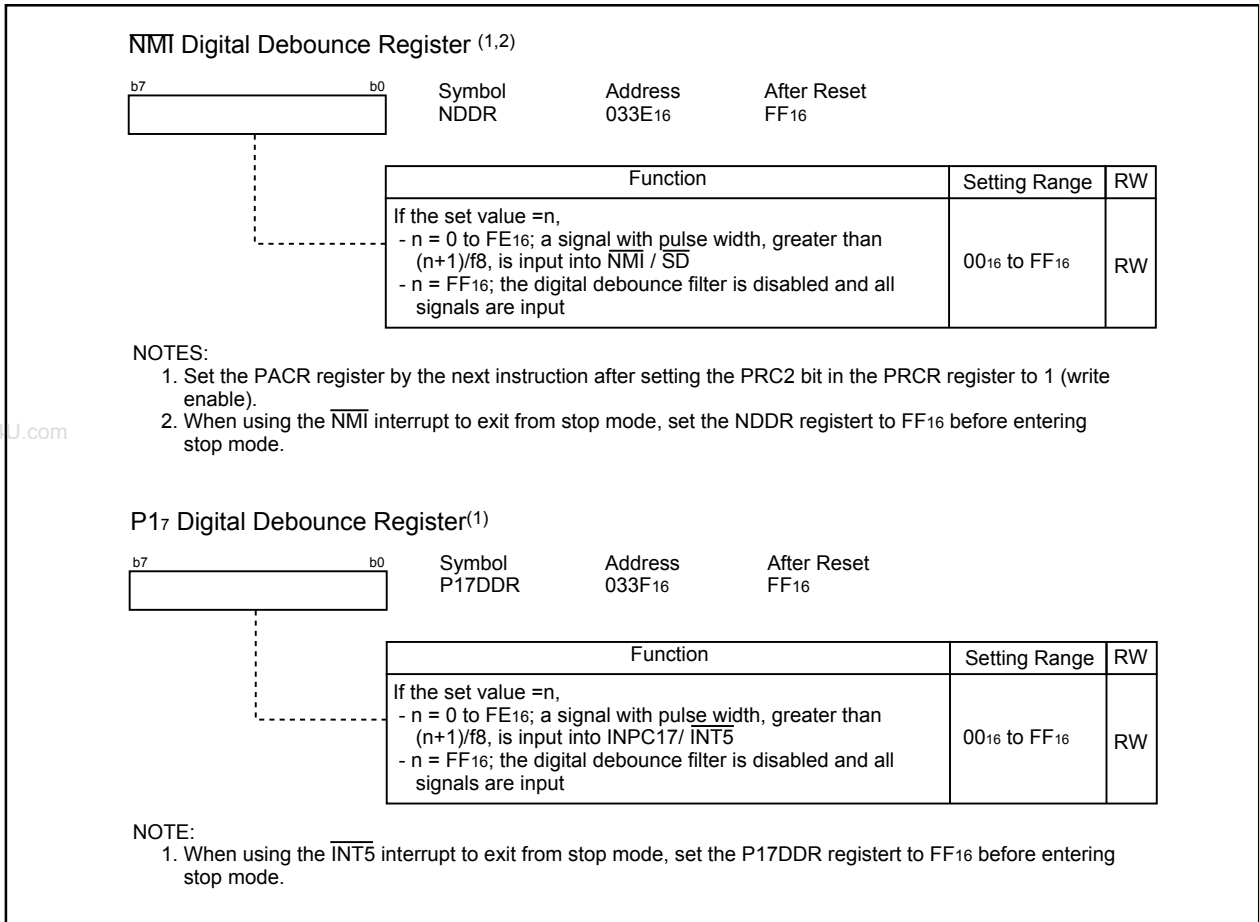 NMI Digital Debounce Register (1,2)
b7 b0 Symbol Address After Reset
NDDR 033E16 FF16
Function Setting Range RW
If the set value =n,
- n = 0 to FE16; a signal with pulse width, greater than
(n+1)/f8, is input into NMI / SD
- n = FF16; the digital debounce filter is disabled and all
signals are input
0016 to FF16 RW
NOTES:
1. Set the PACR register by the next instruction after setting the PRC2 bit in the PRCR register to 1 (write
enable).
2. When using the NMI interrupt to exit from stop mode, set the NDDR registert to FF16 before entering
stop mode.
4U.com
P17 Digital Debounce Register(1)
b7 b0 Symbol Address After Reset
P17DDR 033F16 FF16
Function Setting Range RW
If the set value =n,
- n = 0 to FE16; a signal with pulse width, greater than
(n+1)/f8, is input into INPC17/ INT5
- n = FF16; the digital debounce filter is disabled and all
signals are input
0016 to FF16 RW
NOTE:
1. When using the INT5 interrupt to exit from stop mode, set the P17DDR registert to FF16 before entering
stop mode.